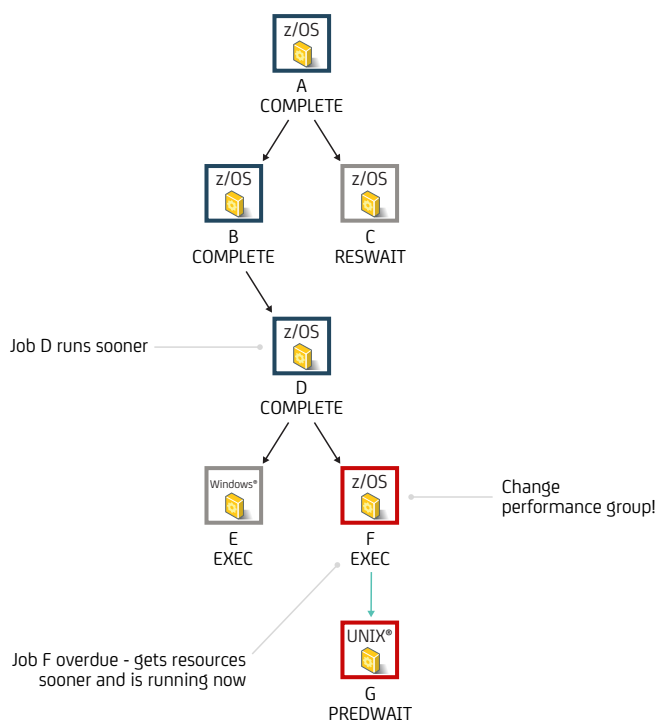 z/OS
A
COMPLETE
z/OS
B
COMPLETE
z/OS
C
RESWAIT
Job D runs sooner
z/OS
D
COMPLETE
Windows®
E
EXEC
z/OS
F
EXEC
Change
performance group!
Job F overdue - gets resources
sooner and is running now
UNIX®
G
PREDWAIT